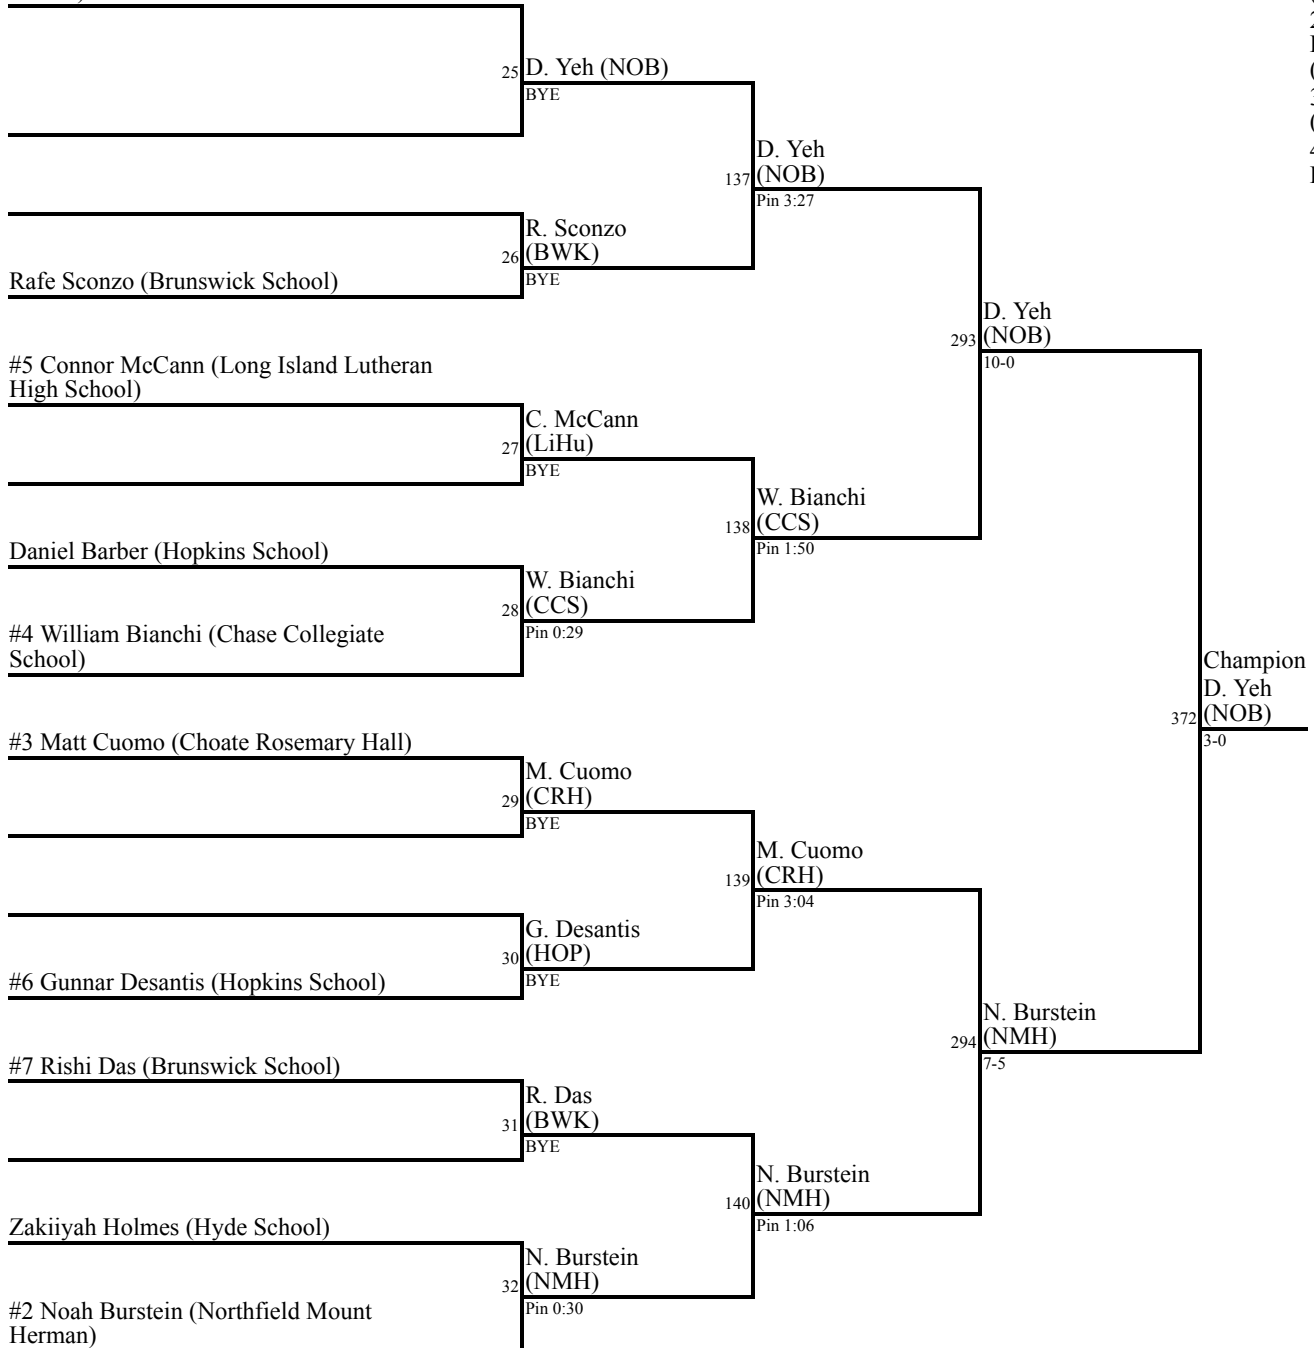 25
D. Yeh (NOB)
BYE
137
D. Yeh
(NOB)
Pin 3:27
26
R. Sconzo
(BWK)
BYE
Rafe Sconzo (Brunswick School)
293
D. Yeh
(NOB)
10-0
#5 Connor McCann (Long Island Lutheran
High School)
27
C. McCann
(LiHu)
BYE
138
W. Bianchi
(CCS)
Pin 1:50
Daniel Barber (Hopkins School)
28
W. Bianchi
(CCS)
Pin 0:29
#4 William Bianchi (Chase Collegiate
School)
372
Champion
D. Yeh
(NOB)
3-0
#3 Matt Cuomo (Choate Rosemary Hall)
29
M. Cuomo
(CRH)
BYE
139
M. Cuomo
(CRH)
Pin 3:04
30
G. Desantis
(HOP)
BYE
#6 Gunnar Desantis (Hopkins School)
294
N. Burstein
(NMH)
7-5
#7 Rishi Das (Brunswick School)
31
R. Das
(BWK)
BYE
140
N. Burstein
(NMH)
Pin 1:06
Zakiiyah Holmes (Hyde School)
32
N. Burstein
(NMH)
Pin 0:30
#2 Noah Burstein (Northfield Mount
Herman)